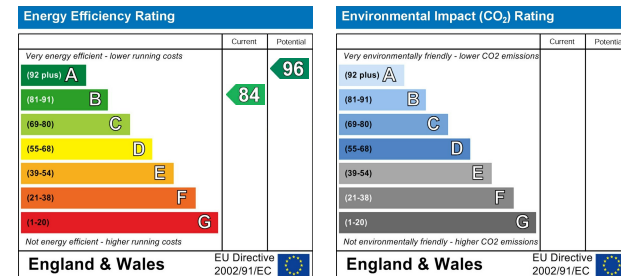 Energy Efficiency Rating
Current Potential
Very energy efficient - lower running costs
(92 plus) A
96
(81-91) B
84
(69-80) C
(55-68) D
(39-54) E
(21-38) F
(1-20) G
Not energy efficient - higher running costs
England & Wales
EU Directive
2002/91/EC
Environmental Impact (CO₂) Rating
Current Potentia
Very environmentally friendly - lower CO2 emissions
(92 plus) A
(81-91) B
(69-80) C
(55-68) D
(39-54) E
(21-38) F
(1-20) G
Not environmentally friendly - higher CO2 emissions
England & Wales
EU Directive
2002/91/EC